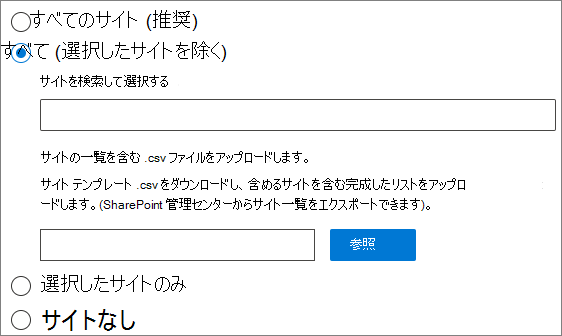 すべてのサイト (推奨)
すべて (選択したサイトを除く)
サイトを検索して選択する
サイトの一覧を含む .csv ファイルをアップロードします。
サイト テンプレート .csv をダウンロードし、含めるサイトを含む完成したリストをアップロ
ードします。(SharePoint 管理センターからサイト一覧をエクスポートできます)。
参照
選択したサイトのみ
サイトなし